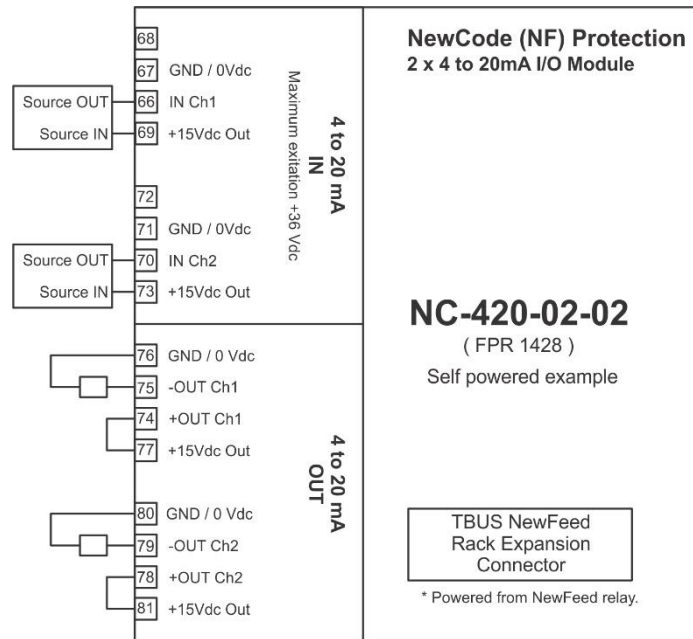 NewCode (NF) Protection
2 x 4 to 20mA I/O Module
68
67 GND / 0Vdc
Source OUT 66 IN Ch1
Source IN 69 +15Vdc Out
72
71 GND / 0Vdc
Source OUT 70 IN Ch2
Source IN 73 +15Vdc Out
Maximum exitation +36 Vdc
4 to 20 mA
IN
76 GND / 0 Vdc
75 -OUT Ch1
74 +OUT Ch1
77 +15Vdc Out
80 GND / 0 Vdc
79 -OUT Ch2
78 +OUT Ch2
81 +15Vdc Out
4 to 20 mA
OUT
NC-420-02-02
( FPR 1428 )
Self powered example
TBUS NewFeed
Rack Expansion
Connector
* Powered from NewFeed relay.